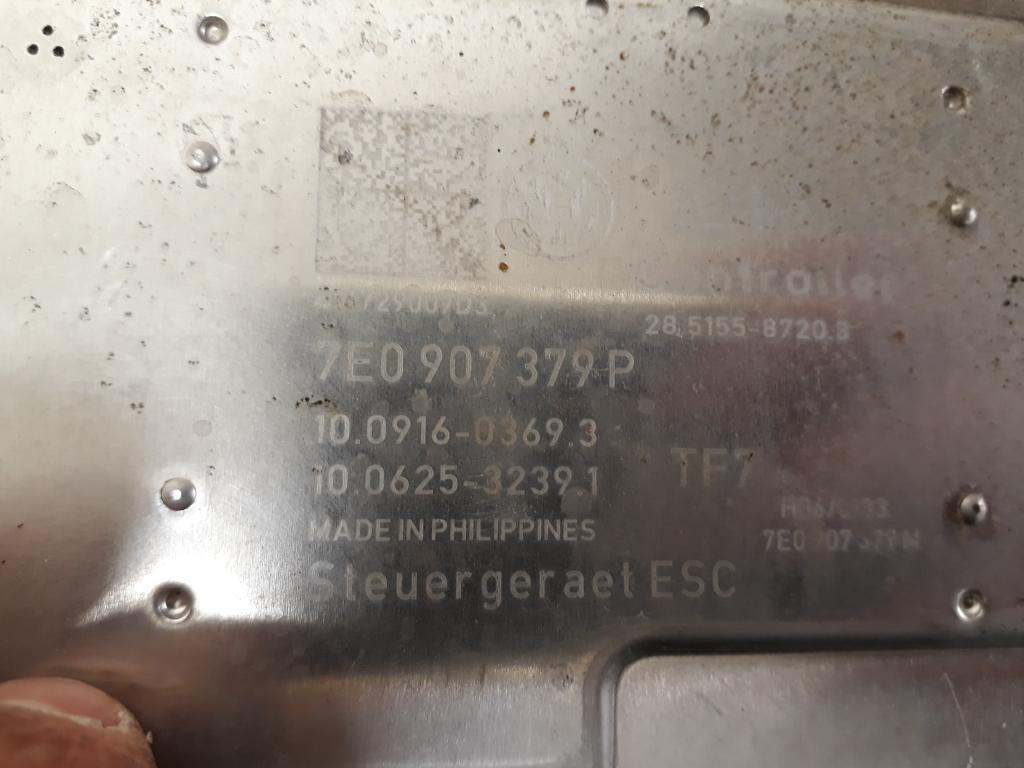 28.5155-8720.3
7E0 907 379 P
10.0916-0369.3
10.0625-3239.1
TF7
MADE IN PHILIPPINES
Steuergeraet ESC